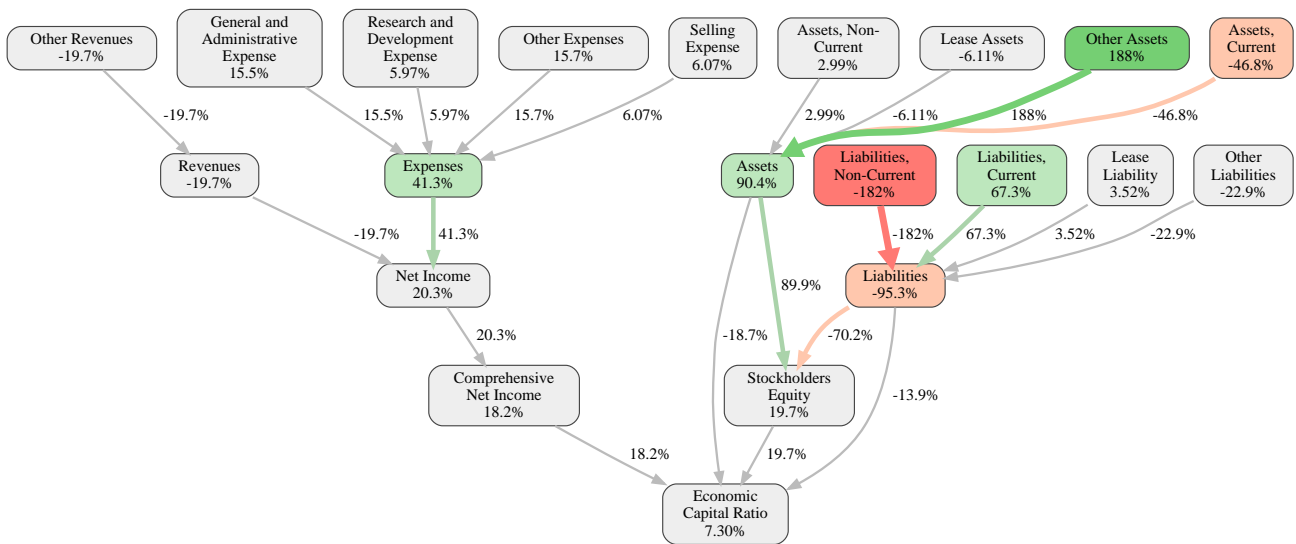 Other Revenues
-19.7%
General and
Administrative
Expense
15.5%
Research and
Development
Expense
5.97%
Other Expenses
15.7%
Selling
Expense
6.07%
Assets, Non-
Current
2.99%
Lease Assets
-6.11%
Other Assets
188%
Assets,
Current
-46.8%
-19.7%
15.5%
5.97%
15.7%
6.07%
2.99%
-6.11%
188%
-46.8%
Revenues
-19.7%
Expenses
41.3%
Assets
90.4%
Liabilities,
Non-Current
-182%
Liabilities,
Current
67.3%
Lease
Liability
3.52%
Other
Liabilities
-22.9%
-19.7%
41.3%
-182%
67.3%
3.52%
-22.9%
Net Income
20.3%
89.9%
Liabilities
-95.3%
20.3%
-18.7%
-70.2%
Comprehensive
Net Income
18.2%
Stockholders
Equity
19.7%
-13.9%
18.2%
19.7%
Economic
Capital Ratio
7.30%